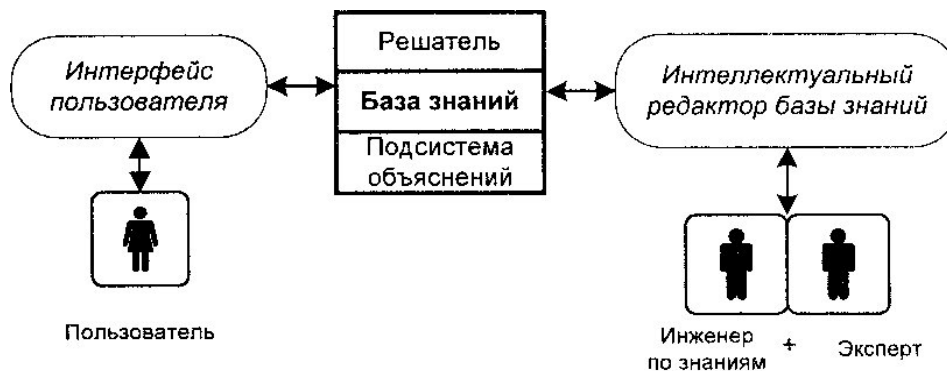 Интерфейс
пользователя
Решатель
База знаний
Подсистема
объяснений
Интеллектуальный
редактор базы знаний
Пользователь
Инженер
по знаниям
+
Эксперт